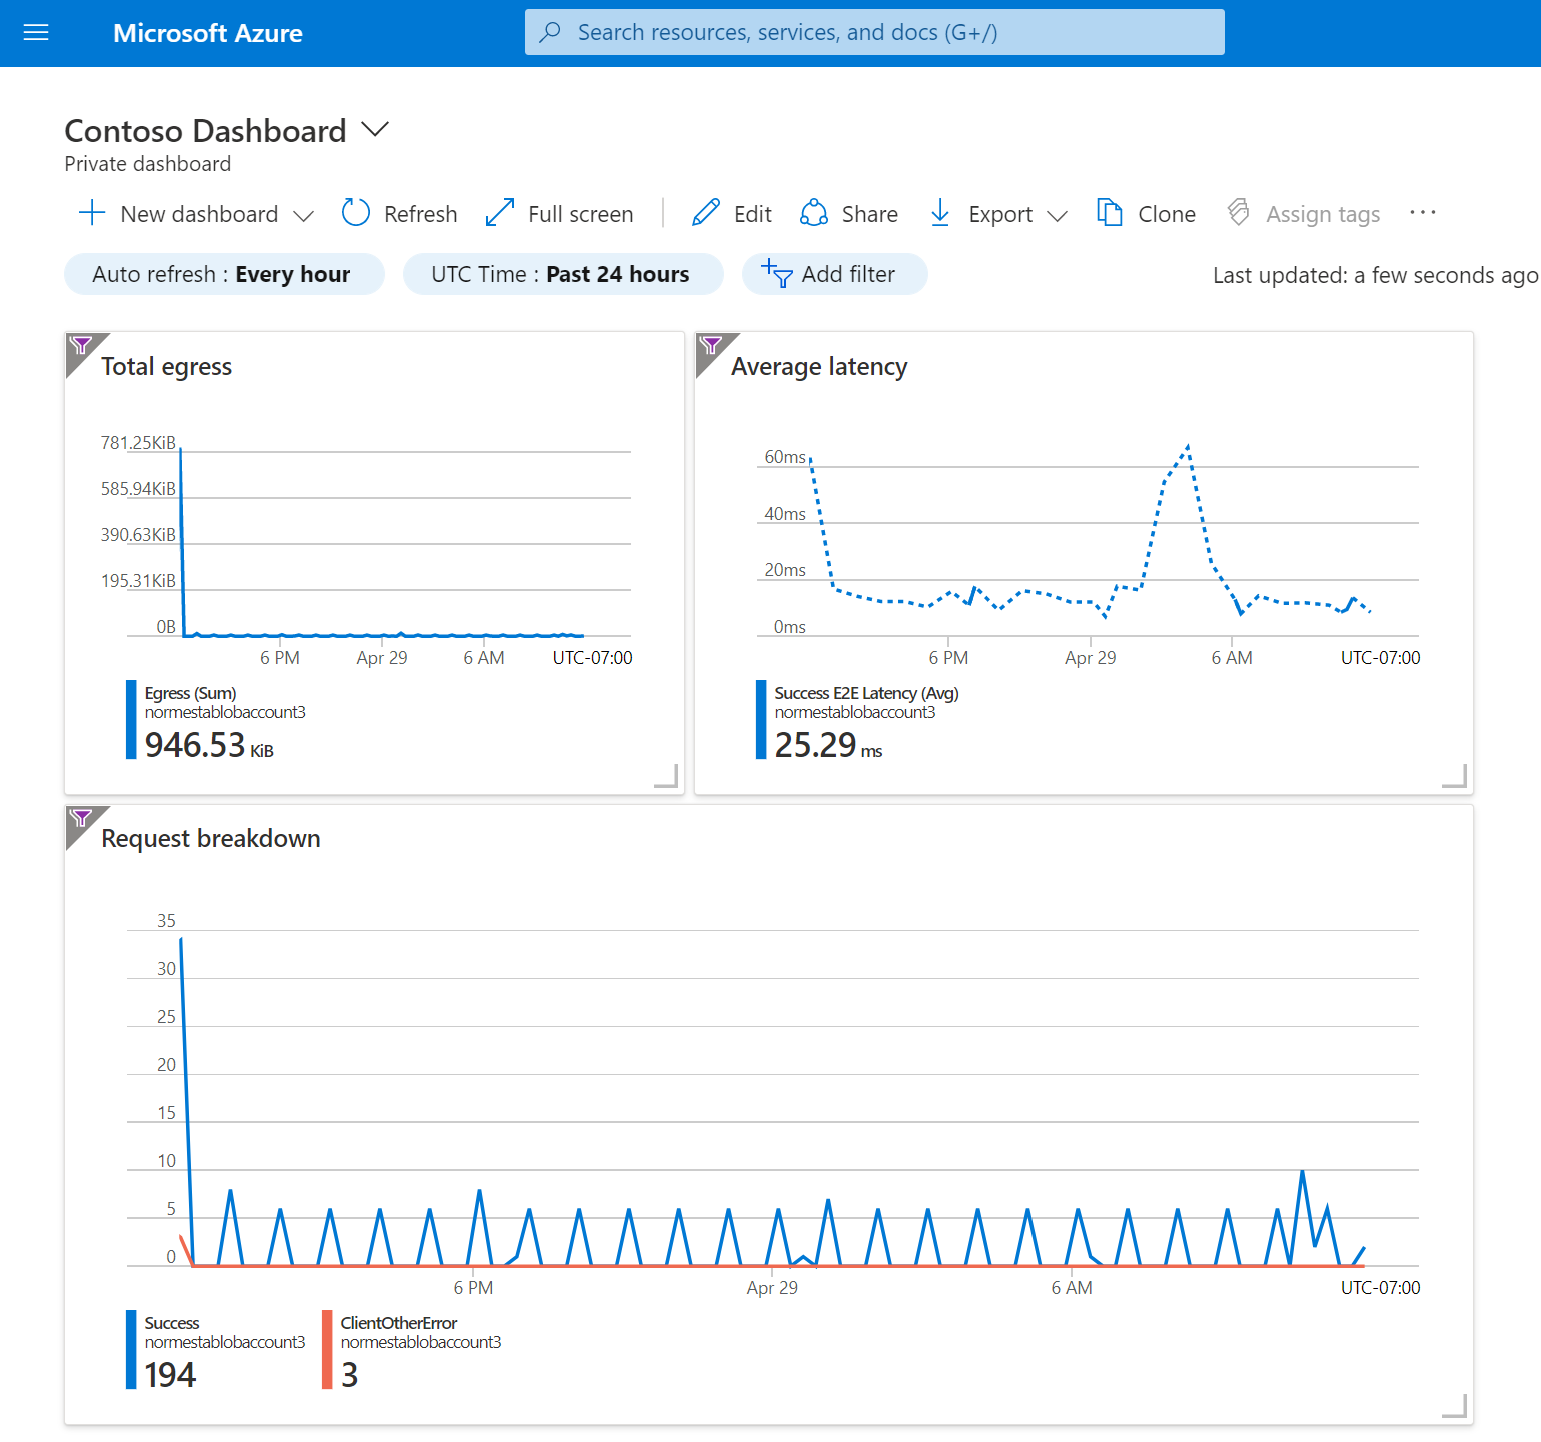 Microsoft Azure
Search resources, services, and docs (G+/)
Contoso Dashboard
Private dashboard
New dashboard Refresh Full screen Edit Share Export Clone Assign tags ...
Auto refresh : Every hour UTC Time : Past 24 hours Add filter Last updated: a few seconds ago
Total egress
781.25KiB
585.94KiB
390.63KiB
195.31KiB
0B
6 PM Apr 29 6 AM UTC-07:00
Egress (Sum)
normestablobaccount3
946.53 KiB
Average latency
60ms
40ms
20ms
0ms
6 PM Apr 29 6 AM UTC-07:00
Success E2E Latency (Avg)
normestablobaccount3
25.29 ms
Request breakdown
35
30
25
20
15
10
5
0
6 PM Apr 29 6 AM UTC-07:00
Success
normestablobaccount3
194
ClientOtherError
normestablobaccount3
3